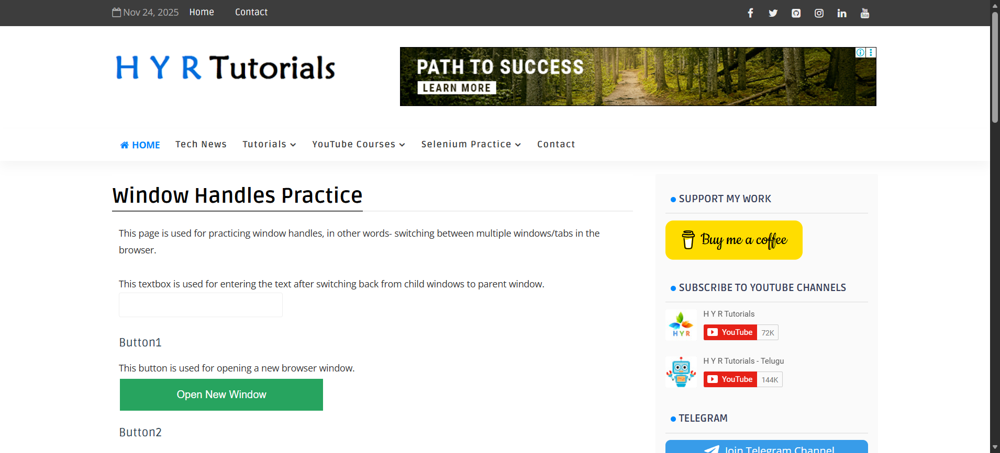 Nov 24, 2025 Home Contact
You Tube
H Y R Tutorials
PATH TO SUCCESS
LEARN MORE
HOME Tech News Tutorials YouTube Courses Selenium Practice Contact
Window Handles Practice
This page is used for practicing window handles, in other words- switching between multiple windows/tabs in the
browser.
This textbox is used for entering the text after switching back from child windows to parent window.
Button1
This button is used for opening a new browser window.
Open New Window
Button2
SUPPORT MY WORK
Buy me a coffee
SUBSCRIBE TO YOUTUBE CHANNELS
HYR
H Y R Tutorials
YouTube 72K
H Y R Tutorials - Telugu
YouTube 144K
TELEGRAM
Join Telegram Channel